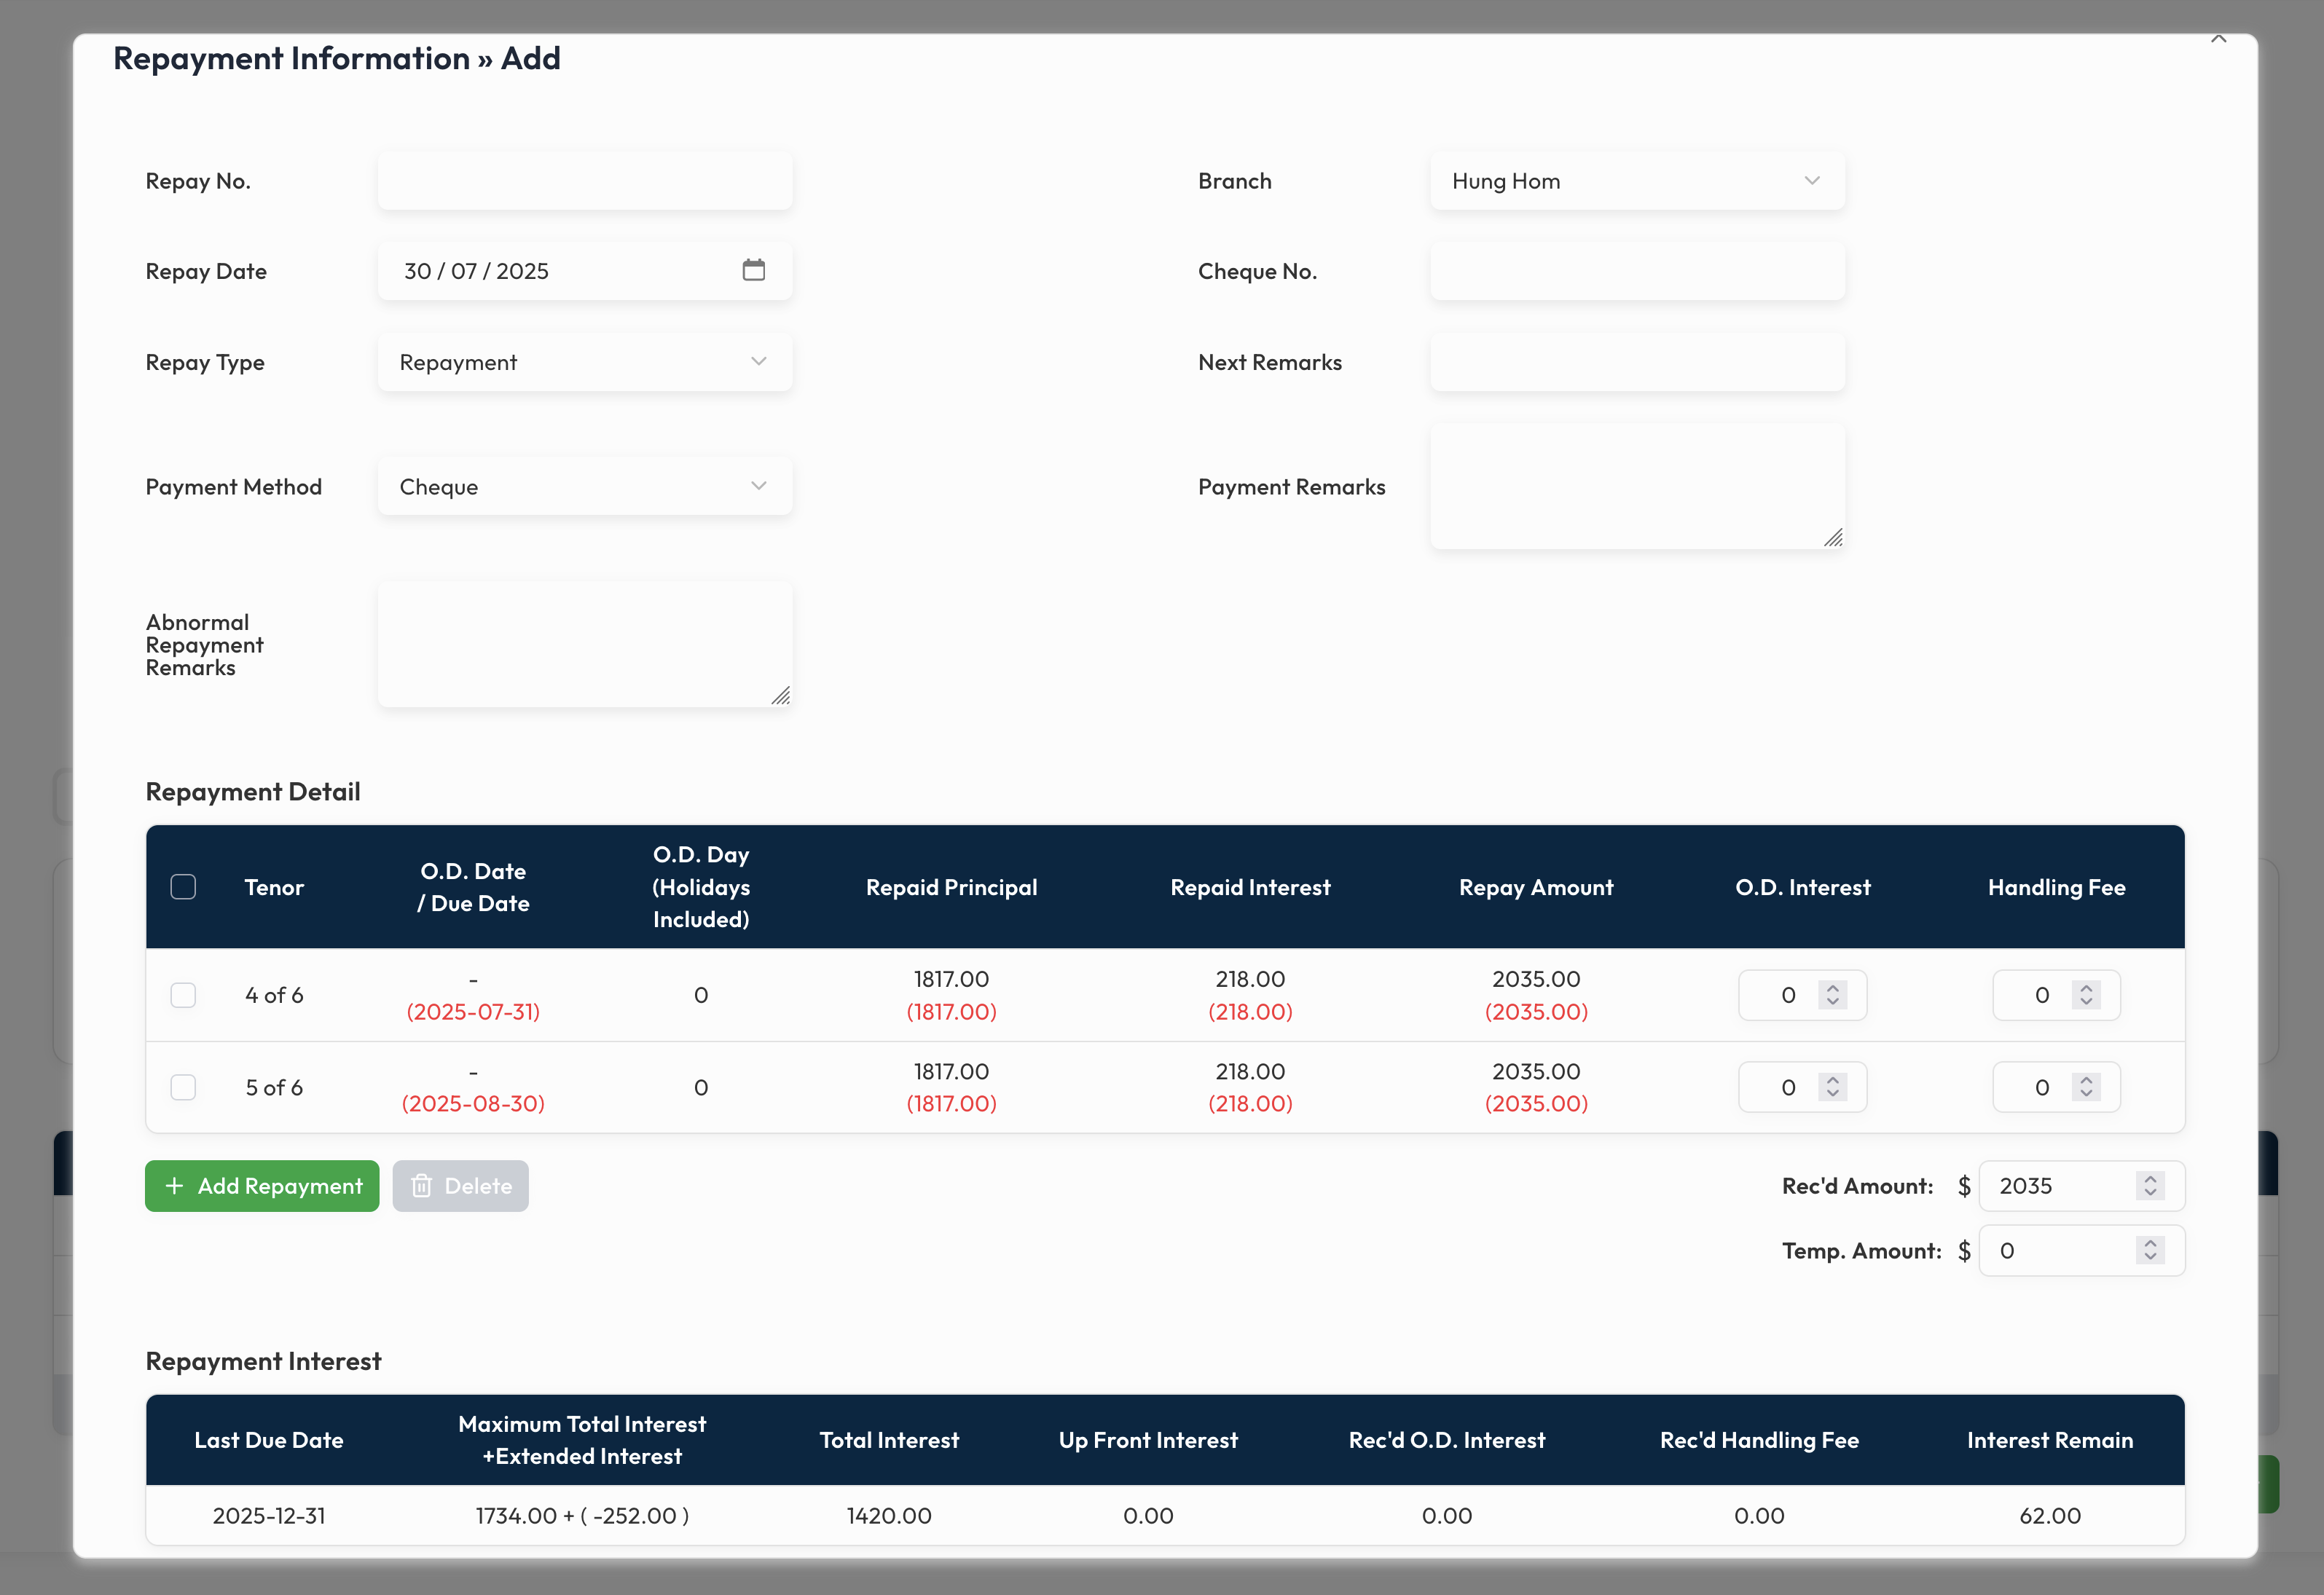 Repayment Information » Add
Repay No.
Branch
Hung Hom
Repay Date
30 / 07 / 2025
Cheque No.
Repay Type
Repayment
Next Remarks
Payment Method
Cheque
Payment Remarks
Abnormal
Repayment
Remarks
Repayment Detail
Tenor
O.D. Date
/ Due Date
O.D. Day
(Holidays
Included)
Repaid Principal
Repaid Interest
Repay Amount
O.D. Interest
Handling Fee
4 of 6
-
(2025-07-31)
0
1817.00
(1817.00)
218.00
(218.00)
2035.00
(2035.00)
0
0
5 of 6
-
(2025-08-30)
0
1817.00
(1817.00)
218.00
(218.00)
2035.00
(2035.00)
0
0
+ Add Repayment
Delete
Rec'd Amount: $ 2035
Temp. Amount: $ 0
Repayment Interest
Last Due Date
Maximum Total Interest
+Extended Interest
Total Interest
Up Front Interest
Rec'd O.D. Interest
Rec'd Handling Fee
Interest Remain
2025-12-31
1734.00 + ( -252.00 )
1420.00
0.00
0.00
0.00
62.00